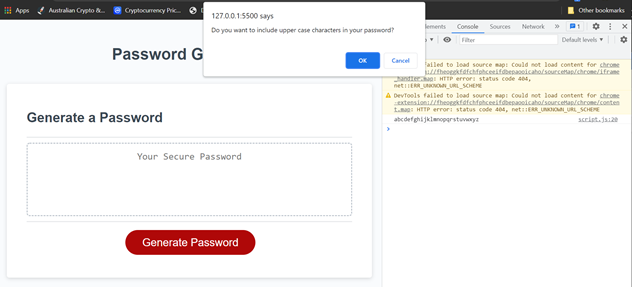 Apps
Australian Crypto &...
Cryptocurrency Pric...
Other bookmarks
127.0.0.1:5500 says
Do you want to include upper case characters in your password?
OK
Cancel
Password G
Generate a Password
Your Secure Password
Generate Password
ements
Console
Sources
Network
»
1
Filter
Default levels
failed to load source map: Could not load content for chrome
-extension://fheoggkfdfchfphceeifdbepaooicaho/sourceMap/chrome/iframe
_handler.map: HTTP error: status code 404,
net::ERR_UNKNOWN_URL_SCHEME
DevTools failed to load source map: Could not load content for chrome
-extension://fheoggkfdfchfphceeifdbepaooicaho/sourceMap/chrome/conten
t.map: HTTP error: status code 404, net::ERR_UNKNOWN_URL_SCHEME
abcdefghijklmnopqrstuvwxyz
script.js:20